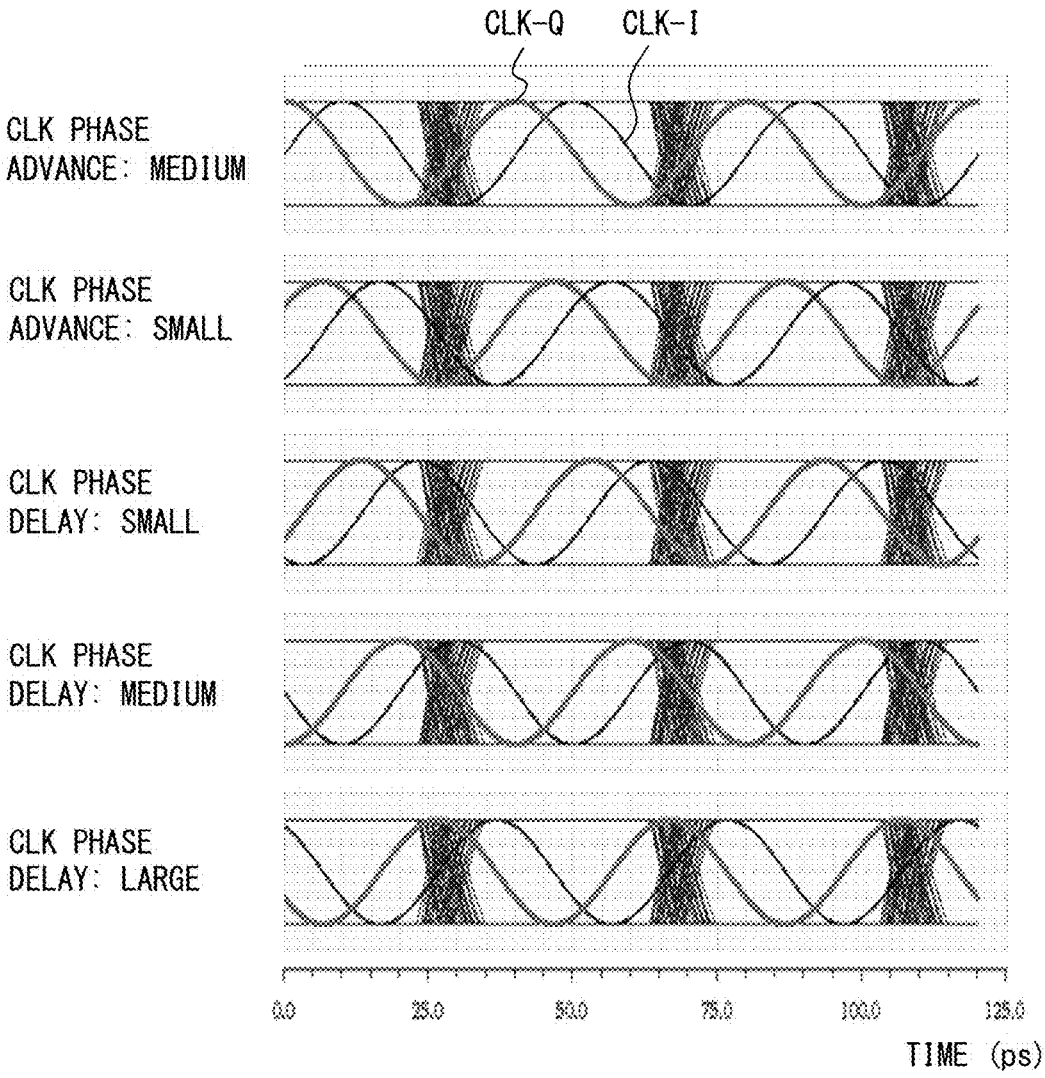 CLK-Q CLK-I
CLK PHASE
ADVANCE: MEDIUM
CLK PHASE
ADVANCE: SMALL
CLK PHASE
DELAY: SMALL
CLK PHASE
DELAY: MEDIUM
CLK PHASE
DELAY: LARGE
0.0 25.0 50.0 75.0 100.0 125.0
TIME (ps)